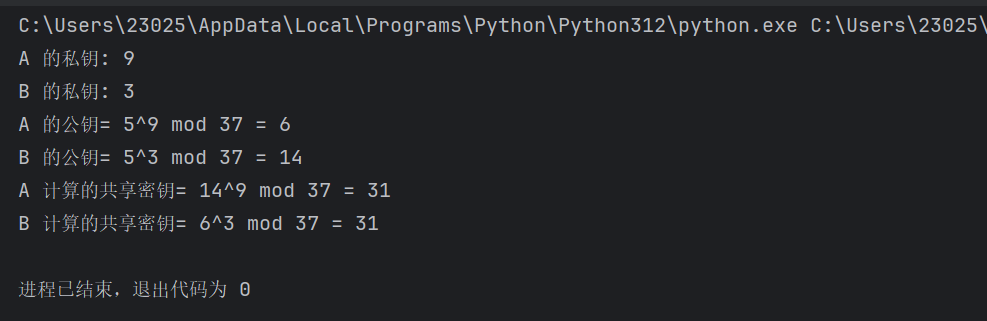 C:\Users\23025\AppData\Local\Programs\Python\Python312\python.exe C:\Users\23025\
A 的私钥: 9
B 的私钥: 3
A 的公钥= 5^9 mod 37 = 6
B 的公钥= 5^3 mod 37 = 14
A 计算的共享密钥= 14^9 mod 37 = 31
B 计算的共享密钥= 6^3 mod 37 = 31
进程已结束，退出代码为 0